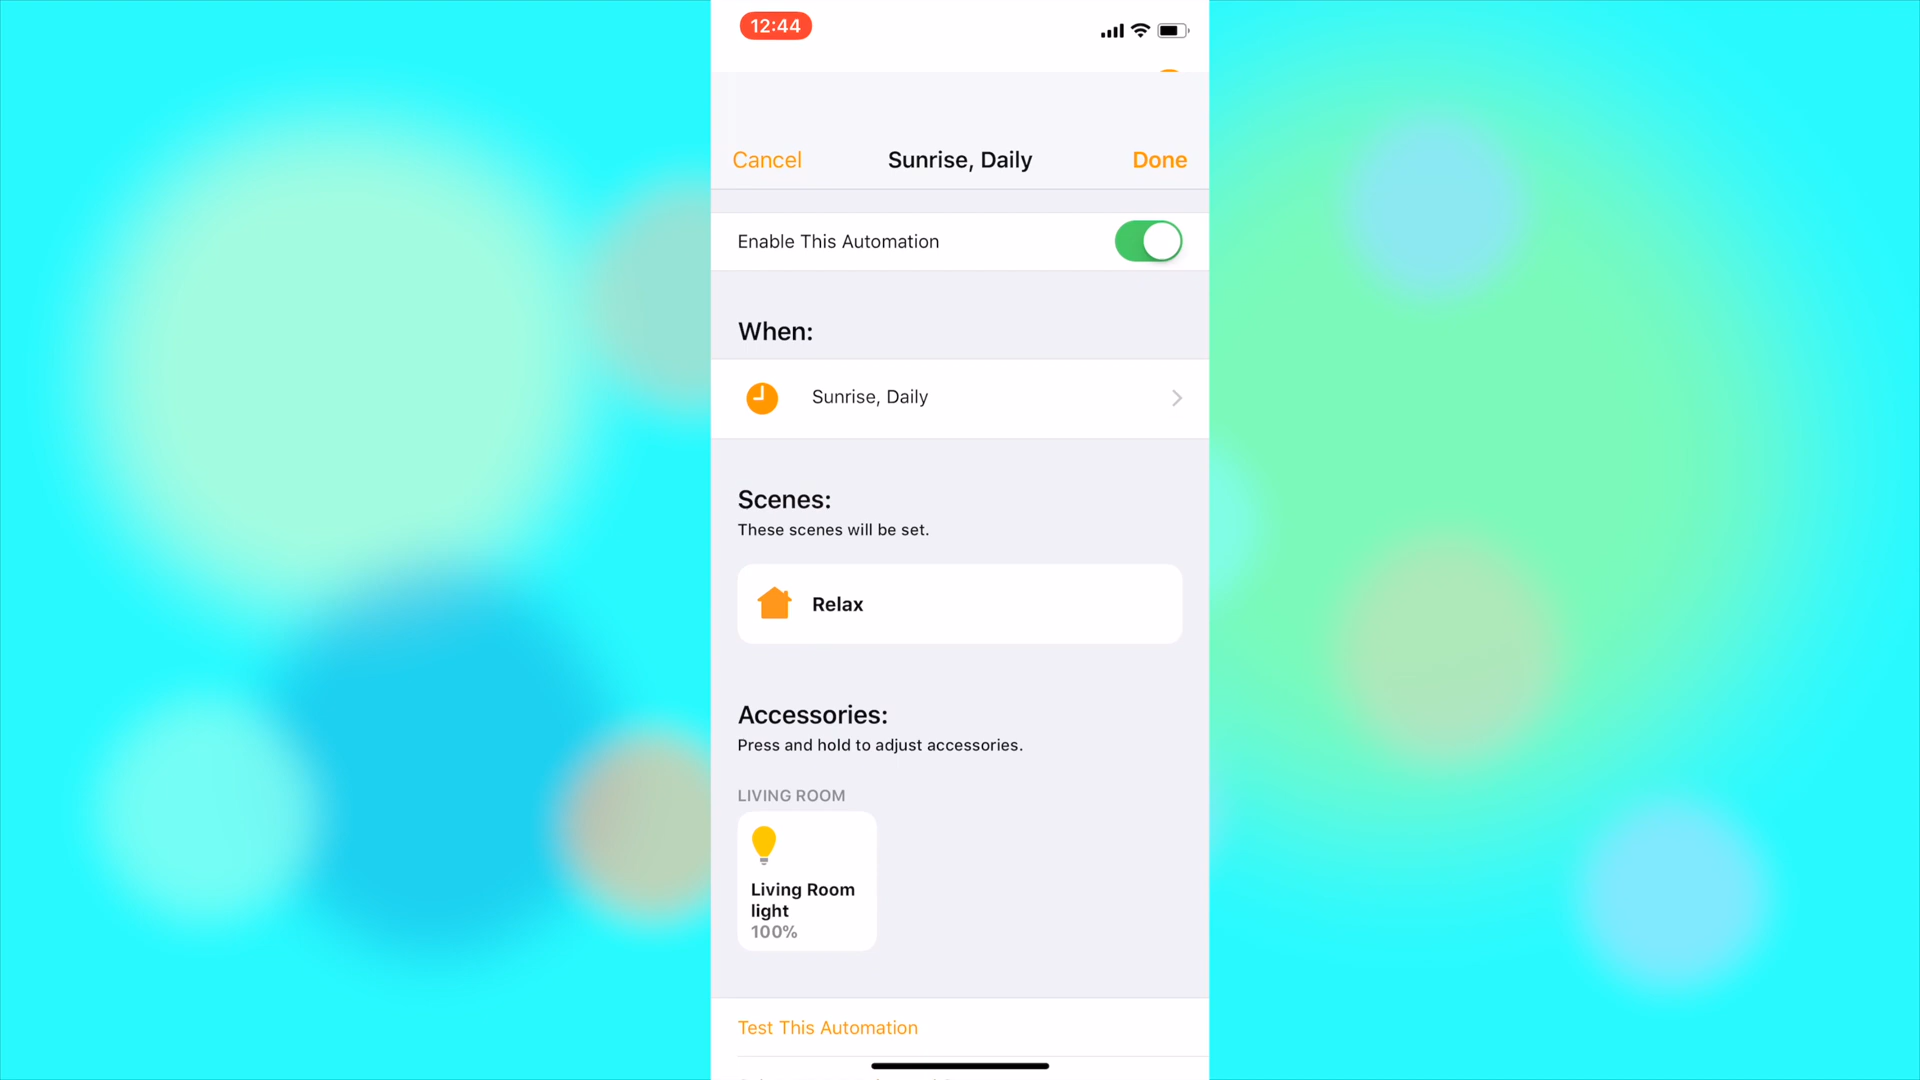 12:44
Cancel
Sunrise, Daily
Done
Enable This Automation
When:
Sunrise, Daily
Scenes:
These scenes will be set.
Relax
Accessories:
Press and hold to adjust accessories.
LIVING ROOM
Living Room
light
100%
Test This Automation